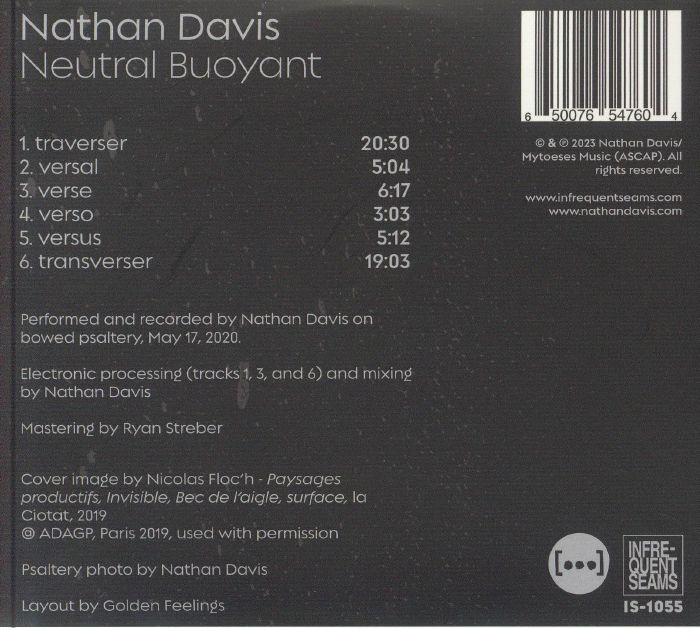 Nathan Davis
Neutral Buoyant
1. traverser 20:30
2. versal 5:04
3. verse 6:17
4. verso 3:03
5. versus 5:12
6. transverser 19:03
Performed and recorded by Nathan Davis on
bowed psaltery, May 17, 2020.
Electronic processing (tracks 1, 3, and 6) and mixing
by Nathan Davis
Mastering by Ryan Streber
Cover image by Nicolas Floc'h - Paysages
productifs, Invisible, Bec de l'aigle, surface, la
Ciotat, 2019
@ ADAGP, Paris 2019, used with permission
Psaltery photo by Nathan Davis
Layout by Golden Feelings
6 50076 54760 4
© & ℗ 2023 Nathan Davis/
Mytoeses Music (ASCAP). All
rights reserved.
www.infrequentseams.com
www.nathandavis.com
[•••]
INFRE-
QUENT
SEAMS
IS-1055